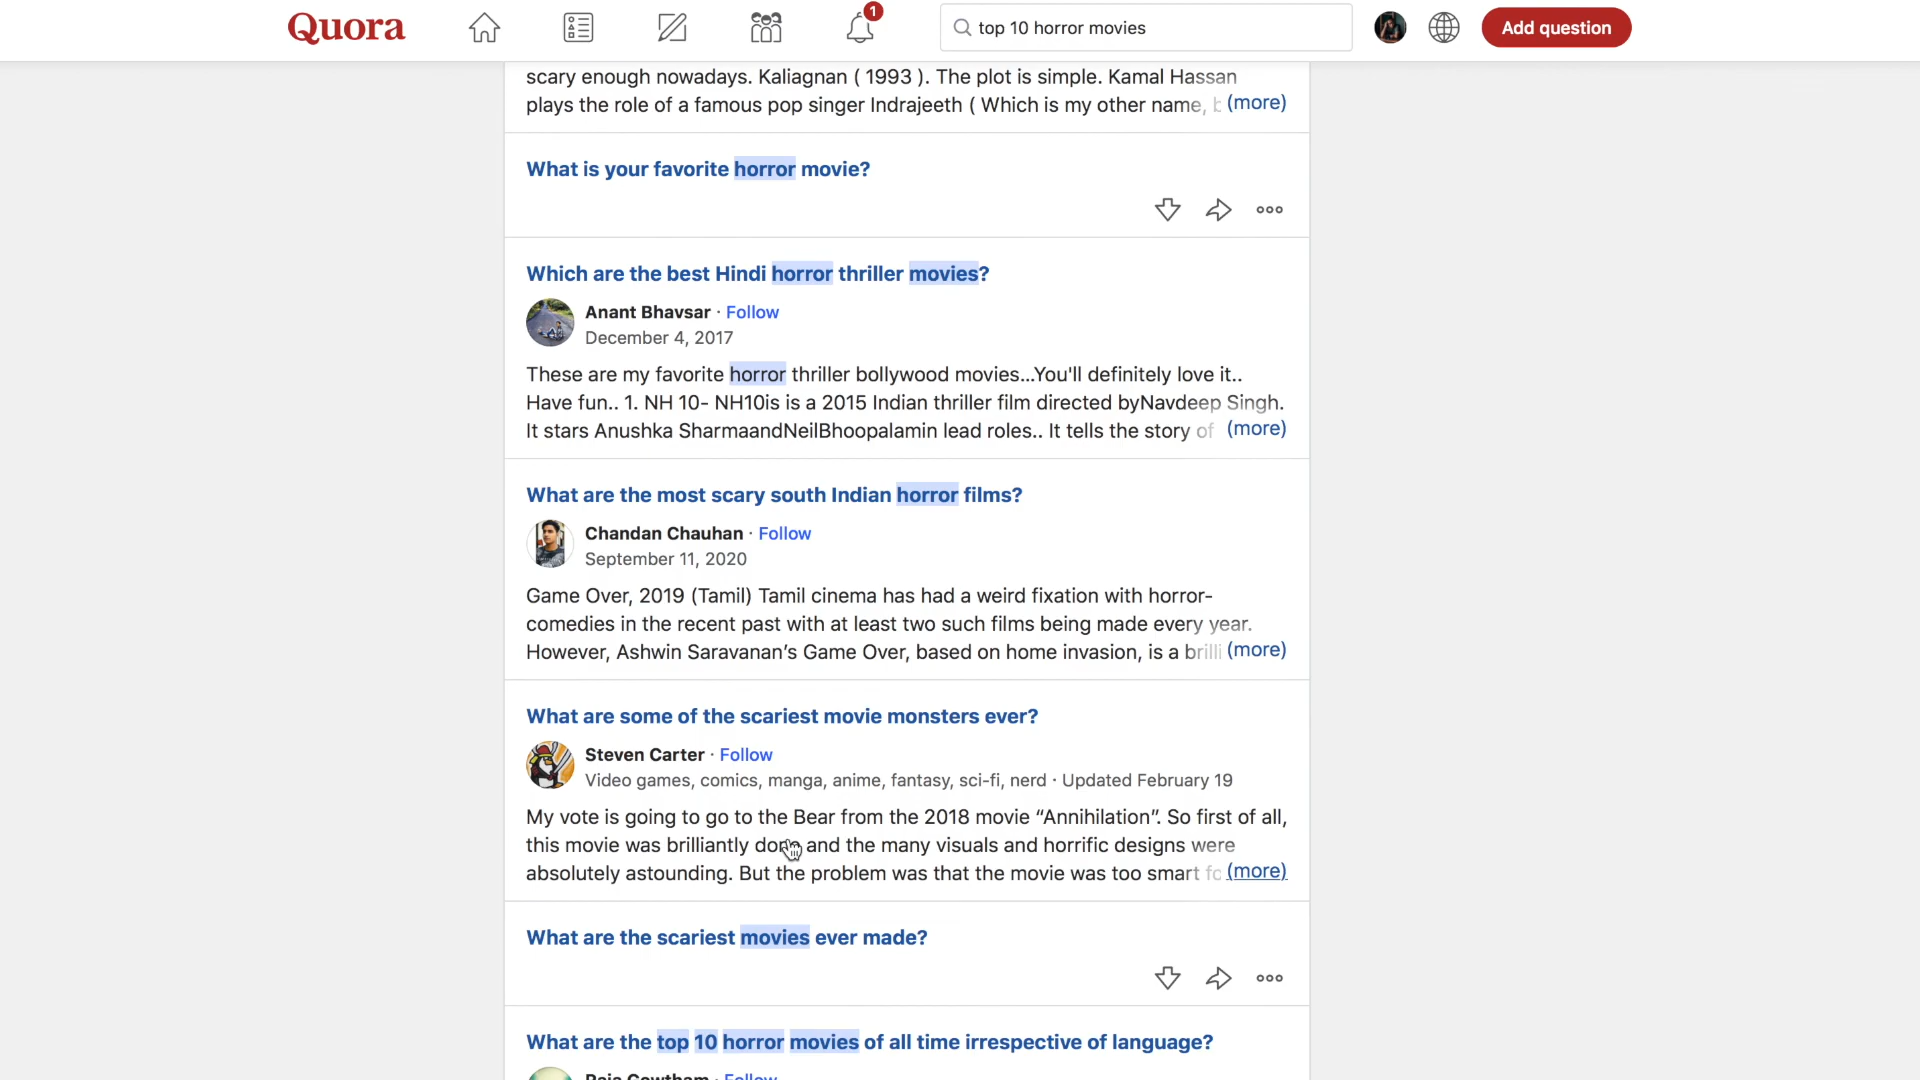 Quora
1
top 10 horror movies
Add question
scary enough nowadays. Kaliagnan ( 1993 ). The plot is simple. Kamal Hassan
plays the role of a famous pop singer Indrajeeth ( Which is my other name, (more)
What is your favorite horror movie?
Which are the best Hindi horror thriller movies?
Anant Bhavsar · Follow
December 4, 2017
These are my favorite horror thriller bollywood movies...You'll definitely love it..
Have fun.. 1. NH 10- NH10is is a 2015 Indian thriller film directed byNavdeep Singh.
It stars Anushka SharmaandNeilBhoopalamin lead roles.. It tells the story of (more)
What are the most scary south Indian horror films?
Chandan Chauhan · Follow
September 11, 2020
Game Over, 2019 (Tamil) Tamil cinema has had a weird fixation with horror-
comedies in the recent past with at least two such films being made every year.
However, Ashwin Saravanan's Game Over, based on home invasion, is a brilli (more)
What are some of the scariest movie monsters ever?
Steven Carter · Follow
Video games, comics, manga, anime, fantasy, sci-fi, nerd · Updated February 19
My vote is going to go to the Bear from the 2018 movie “Annihilation”. So first of all,
this movie was brilliantly done and the many visuals and horrific designs were
absolutely astounding. But the problem was that the movie was too smart fo (more)
What are the scariest movies ever made?
What are the top 10 horror movies of all time irrespective of language?
Raja Gowtham · Follow